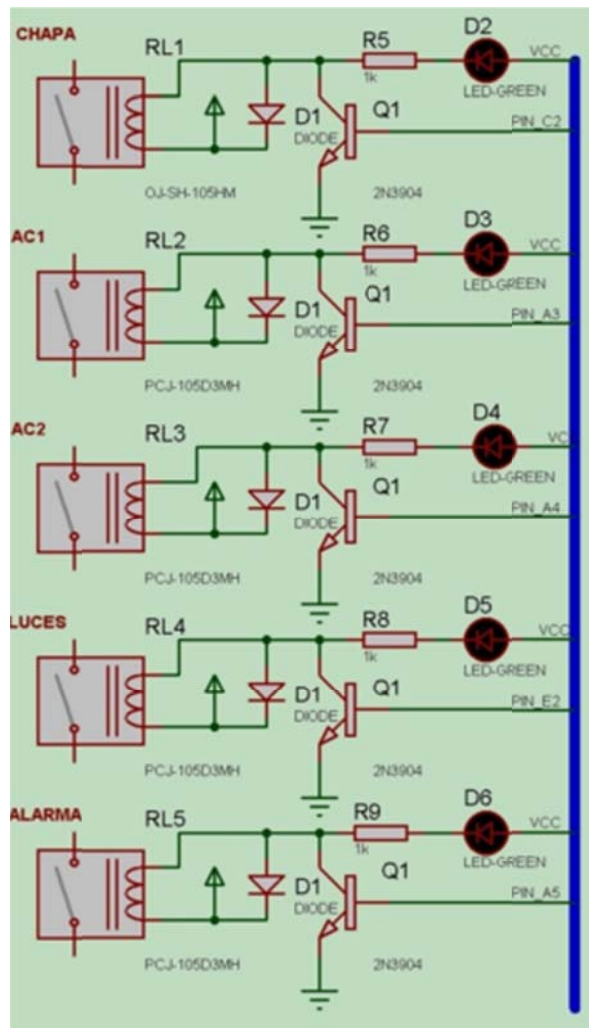 CHAPA
RL1
R5
1k
D2
VCC
LED-GREEN
D1
DIODE
Q1
PIN_C2
OJ-SH-105HM
2N3904
AC1
RL2
R6
1k
D3
VCC
LED-GREEN
D1
DIODE
Q1
PIN_A3
PCJ-105D3MH
2N3904
AC2
RL3
R7
1k
D4
VC
LED-GREEN
D1
DIODE
Q1
PIN_A4
PCJ-105D3MH
2N3904
LUCES
RL4
R8
1k
D5
VCC
LED-GREEN
D1
DIODE
Q1
PIN_E2
PCJ-105D3MH
2N3904
ALARMA
RL5
R9
1k
D6
VCC
LED-GREEN
D1
DIODE
Q1
PIN_A5
PCJ-105D3MH
2N3904